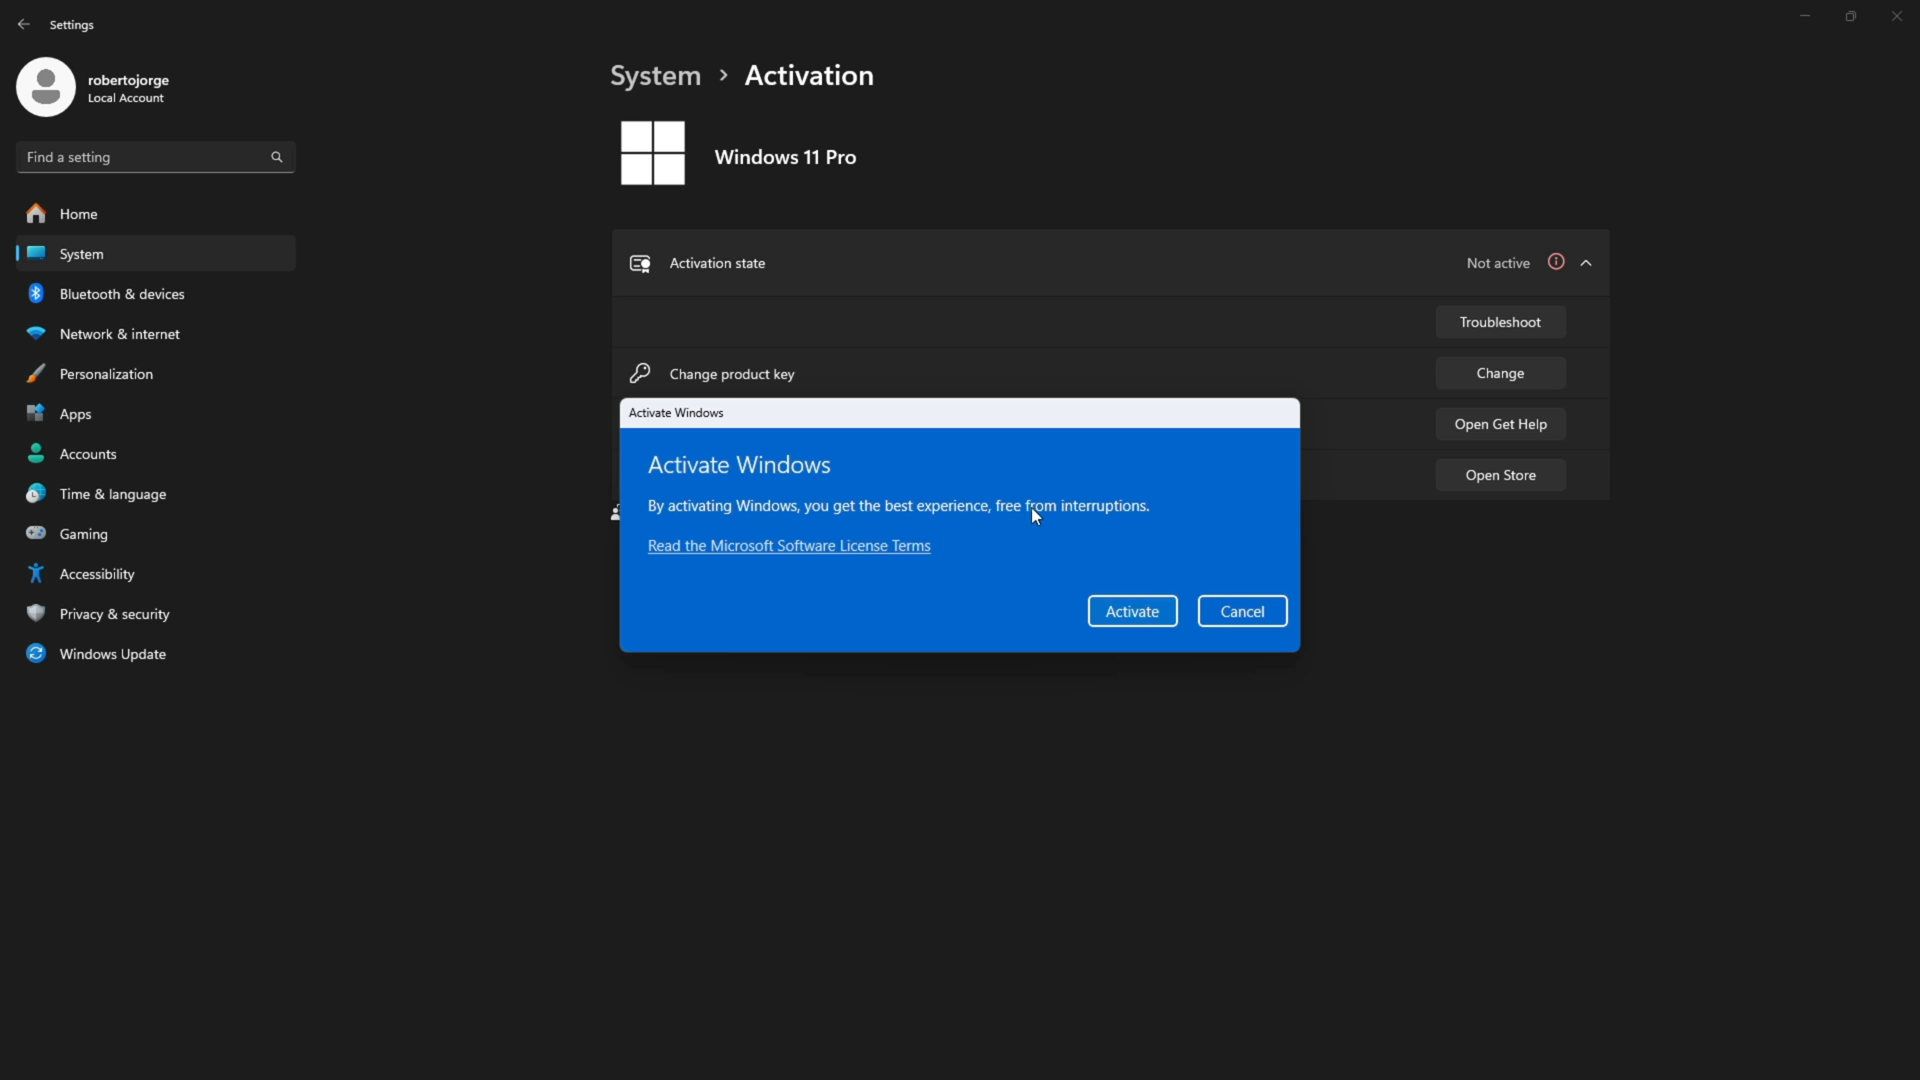 Settings
robertojorge
Local Account
Find a setting
Home
System
Bluetooth & devices
Network & internet
Personalization
Apps
Accounts
Time & language
Gaming
Accessibility
Privacy & security
Windows Update
System > Activation
Windows 11 Pro
Activation state
Not active
Troubleshoot
Change product key
Change
Open Get Help
Open Store
Activate Windows
Activate Windows
By activating Windows, you get the best experience, free from interruptions.
Read the Microsoft Software License Terms
Activate
Cancel